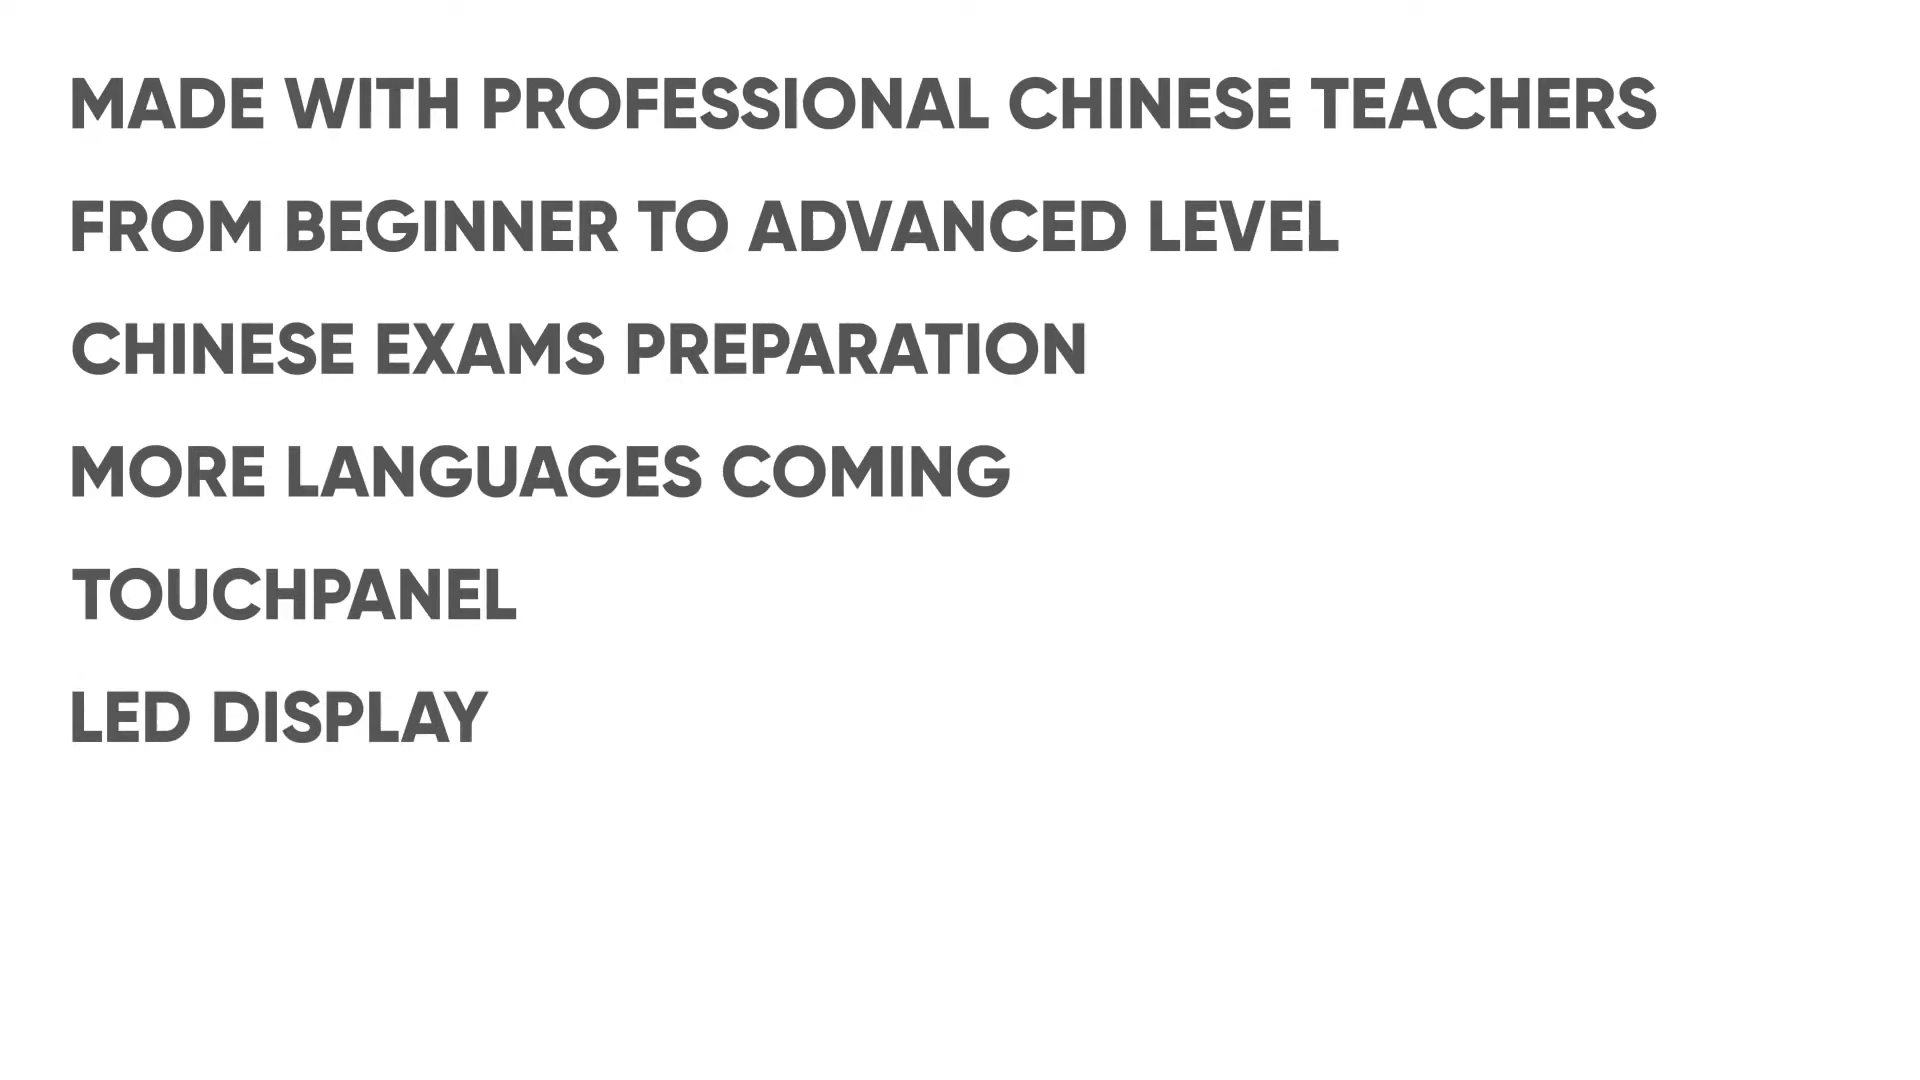 MADE WITH PROFESSIONAL CHINESE TEACHERS
FROM BEGINNER TO ADVANCED LEVEL
CHINESE EXAMS PREPARATION
MORE LANGUAGES COMING
TOUCHPANEL
LED DISPLAY